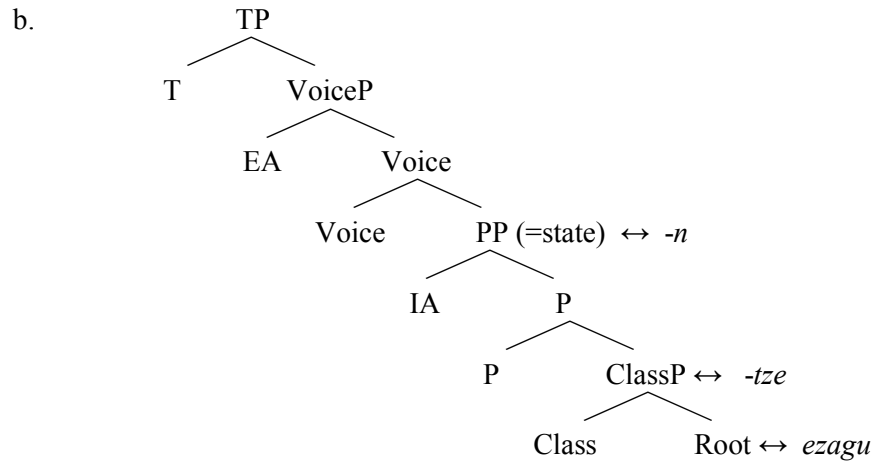 b. TP
T VoiceP
EA Voice
Voice PP (=state) ↔ -n
IA P
P ClassP ↔ -tze
Class Root ↔ ezagu